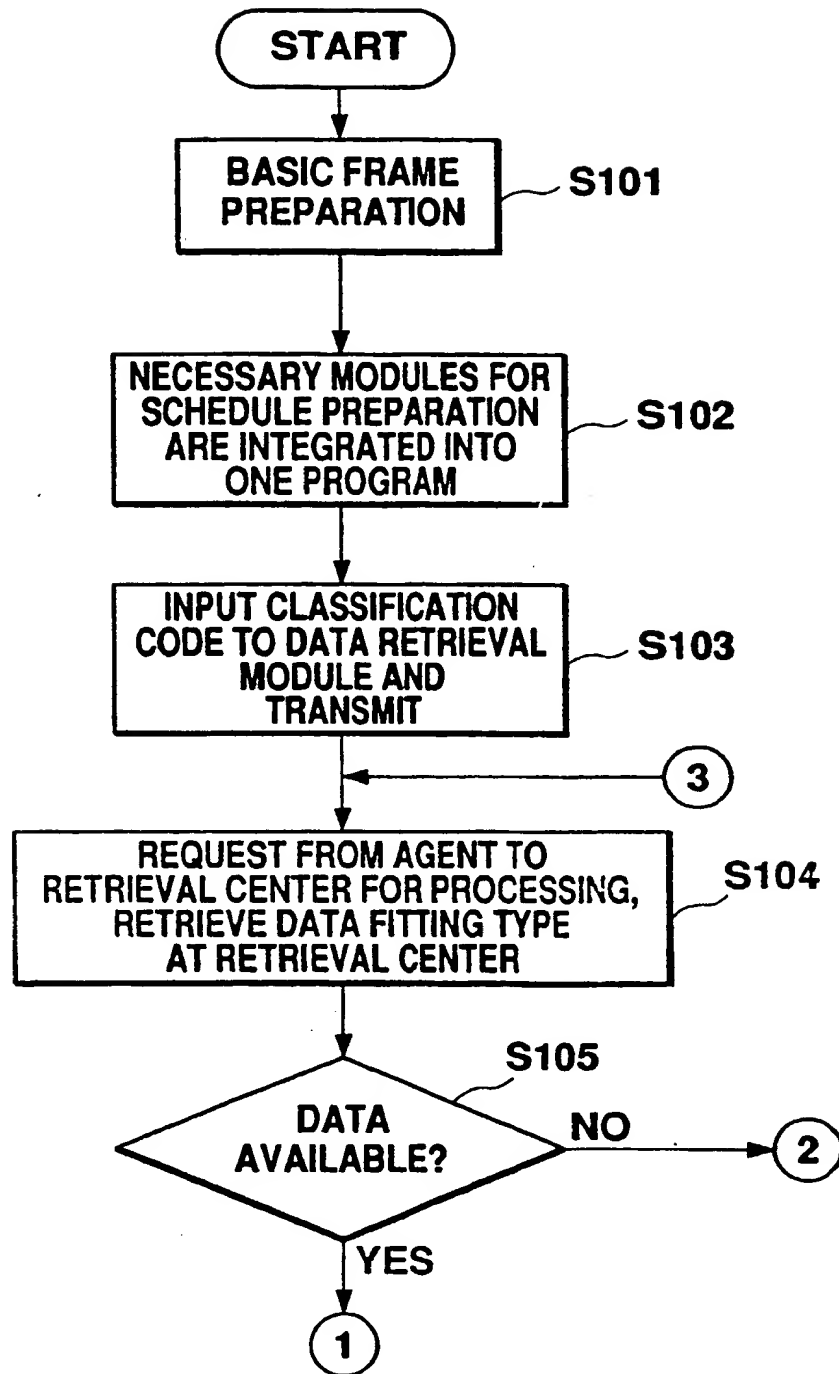 START
BASIC FRAME
PREPARATION
S101
NECESSARY MODULES FOR
SCHEDULE PREPARATION
ARE INTEGRATED INTO
ONE PROGRAM
S102
INPUT CLASSIFICATION
CODE TO DATA RETRIEVAL
MODULE AND
TRANSMIT
S103
3
REQUEST FROM AGENT TO
RETRIEVAL CENTER FOR PROCESSING,
RETRIEVE DATA FITTING TYPE
AT RETRIEVAL CENTER
S104
S105
DATA
AVAILABLE?
NO
2
YES
1